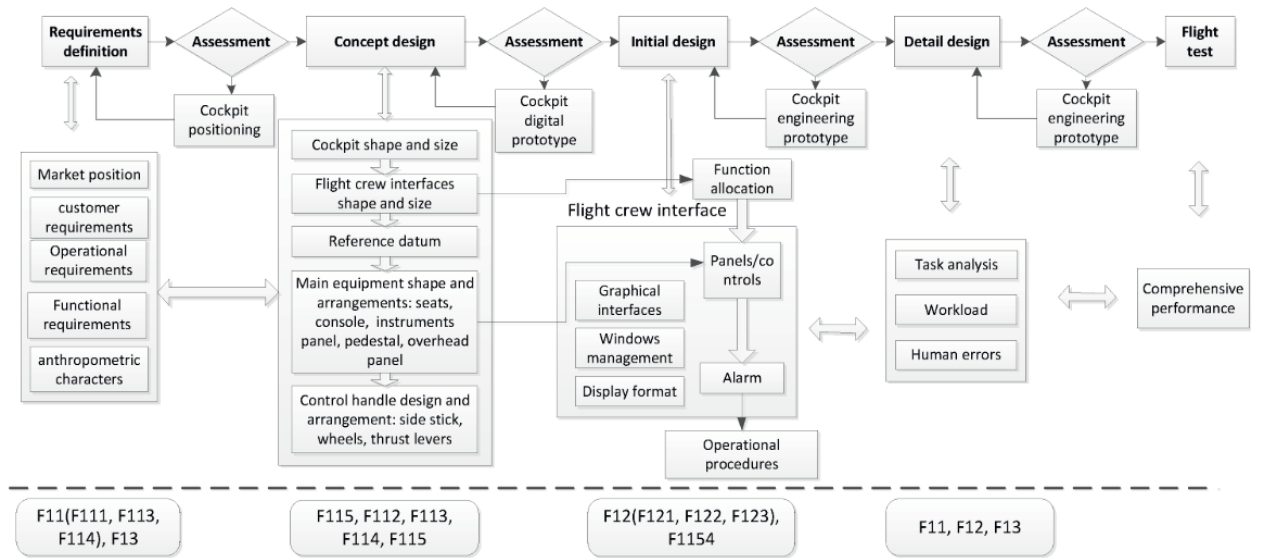 Requirements
definition
Assessment
Concept design
Assessment
Initial design
Assessment
Detail design
Assessment
Flight
test
Cockpit
positioning
Cockpit
digital
prototype
Cockpit
engineering
prototype
Cockpit
engineering
prototype
Market position
customer
requirements
Operational
requirements
Functional
requirements
anthropometric
characters
Cockpit shape and size
Flight crew interfaces
shape and size
Reference datum
Main equipment shape and
arrangements: seats,
console, instruments
panel, pedestal, overhead
panel
Control handle design and
arrangement: side stick,
wheels, thrust levers
Function
allocation
Flight crew interface
Panels/co
ntrols
Graphical
interfaces
Windows
management
Display format
Alarm
Operational
procedures
Task analysis
Workload
Human errors
Comprehensive
performance
F11(F111, F113,
F114), F13
F115, F112, F113,
F114, F115
F12(F121, F122, F123),
F1154
F11, F12, F13